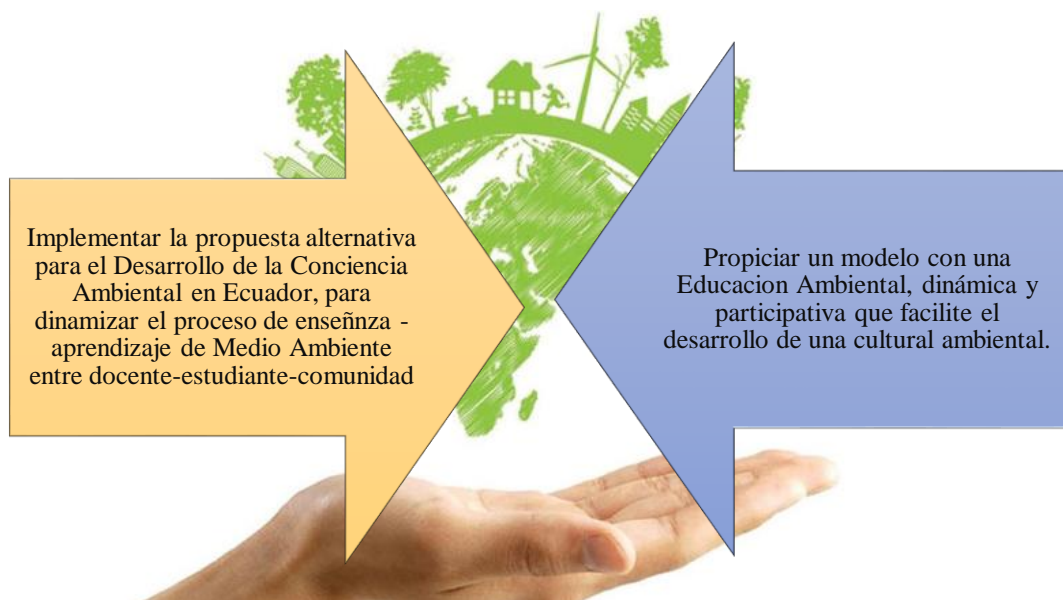 Implementar la propuesta alternativa
para el Desarrollo de la Conciencia
Ambiental en Ecuador, para
dinamizar el proceso de enseñnza -
aprendizaje de Medio Ambiente
entre docente-estudiante-comunidad
Propiciar un modelo con una
Educacion Ambiental, dinámica y
participativa que facilite el
desarrollo de una cultural ambiental.